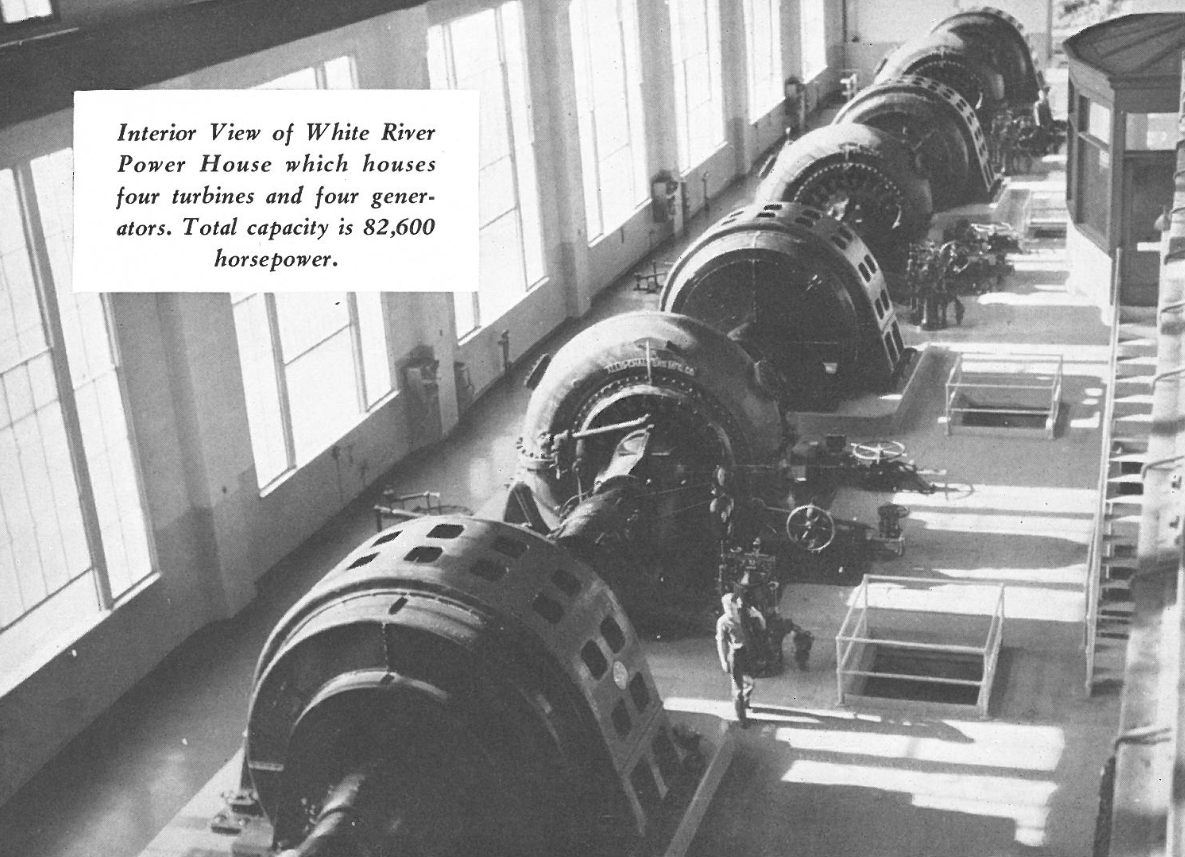 Interior View of White River
Power House which houses
four turbines and four gener-
ators. Total capacity is 82,600
horsepower.